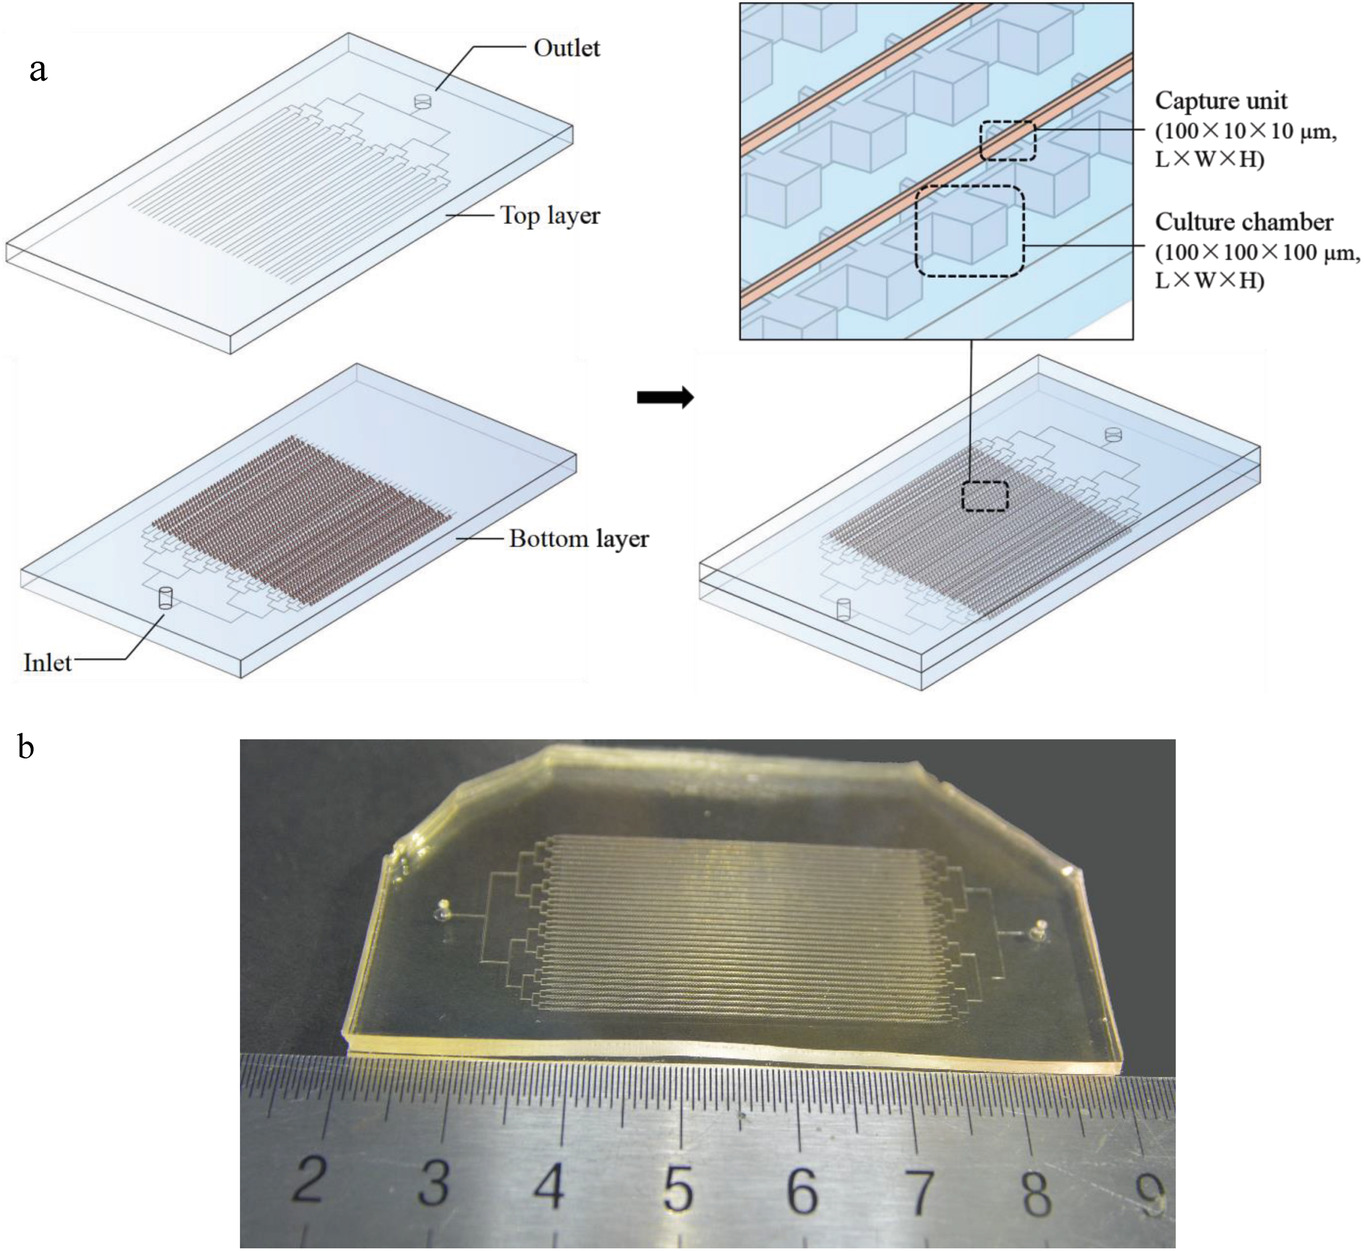 a
Outlet
Top layer
Capture unit
(100×10×10 μm,
L×W×H)
Culture chamber
(100×100×100 μm,
L×W×H)
Bottom layer
Inlet
b
2 3 4 5 6 7 8 9